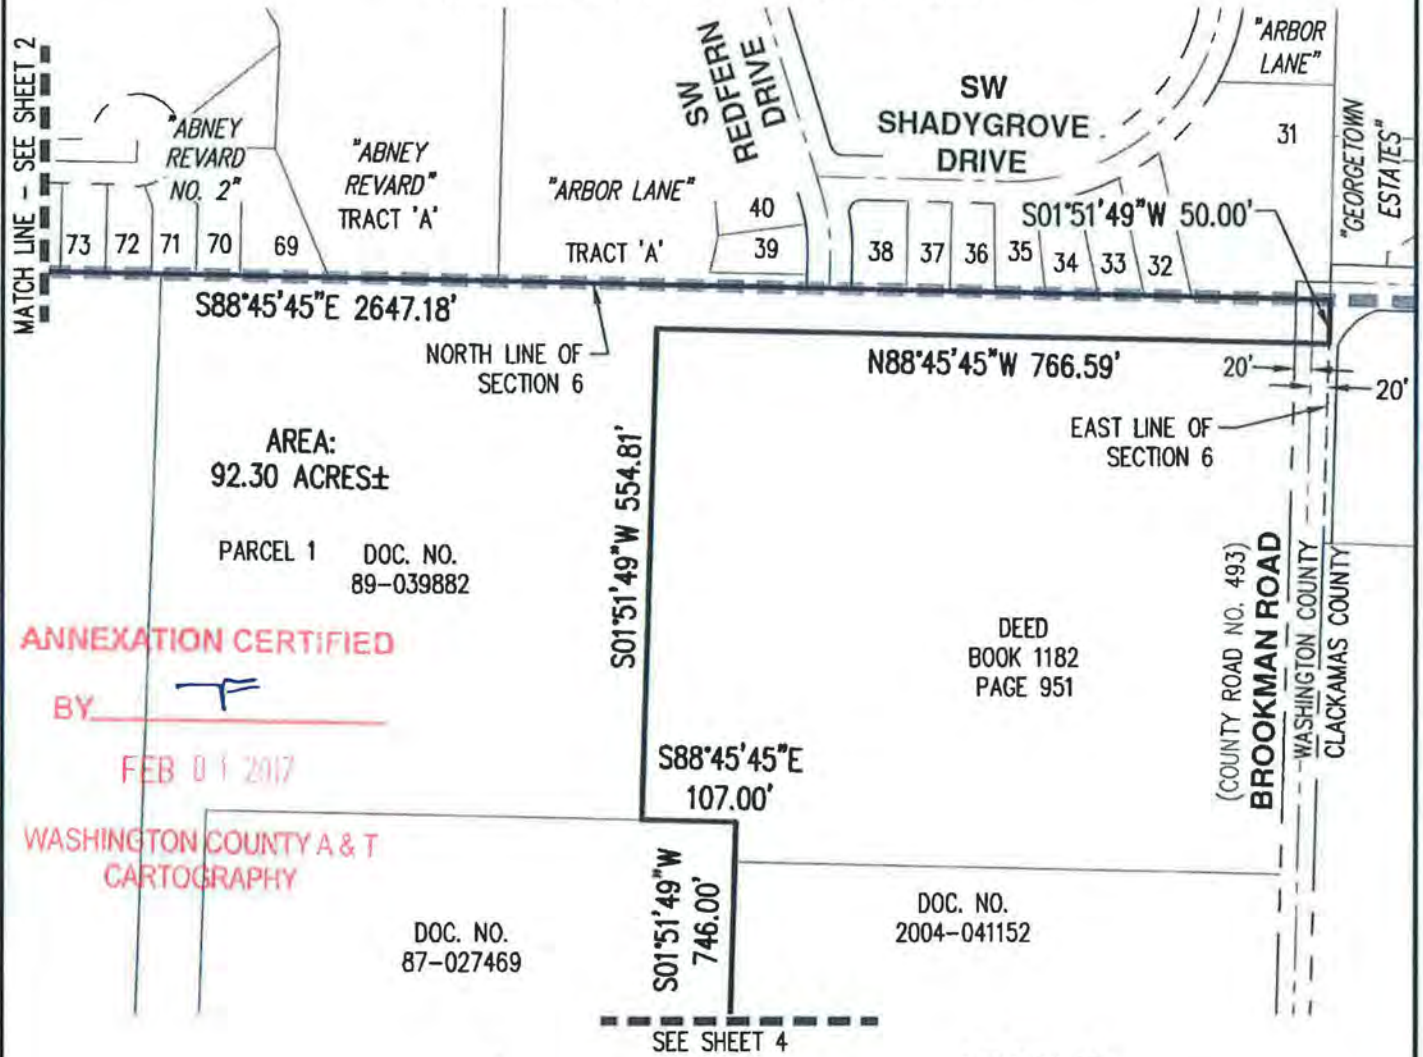 MATCH LINE - SEE SHEET 2
"ABNEY
REVARD
NO. 2"
73
72
71
70
69
"ABNEY
REVARD"
TRACT 'A'
"ARBOR LANE"
TRACT 'A'
SW
REDFERN
DRIVE
40
39
SW
SHADYGROVE
DRIVE
38
37
36
35
34
33
32
"ARBOR
LANE"
31
"GEORGETOWN
ESTATES"
S01°51'49"W 50.00'
S88°45'45"E 2647.18'
NORTH LINE OF
SECTION 6
N88°45'45"W 766.59'
20'
20'
EAST LINE OF
SECTION 6
AREA:
92.30 ACRES±
PARCEL 1
DOC. NO.
89-039882
S01°51'49"W 554.81'
DEED
BOOK 1182
PAGE 951
(COUNTY ROAD NO. 493)
BROOKMAN ROAD
WASHINGTON COUNTY
CLACKAMAS COUNTY
ANNEXATION CERTIFIED
BY
TF
FEB 01 2017
WASHINGTON COUNTY A & T
CARTOGRAPHY
S88°45'45"E
107.00'
S01°51'49"W
746.00'
DOC. NO.
87-027469
DOC. NO.
2004-041152
SEE SHEET 4